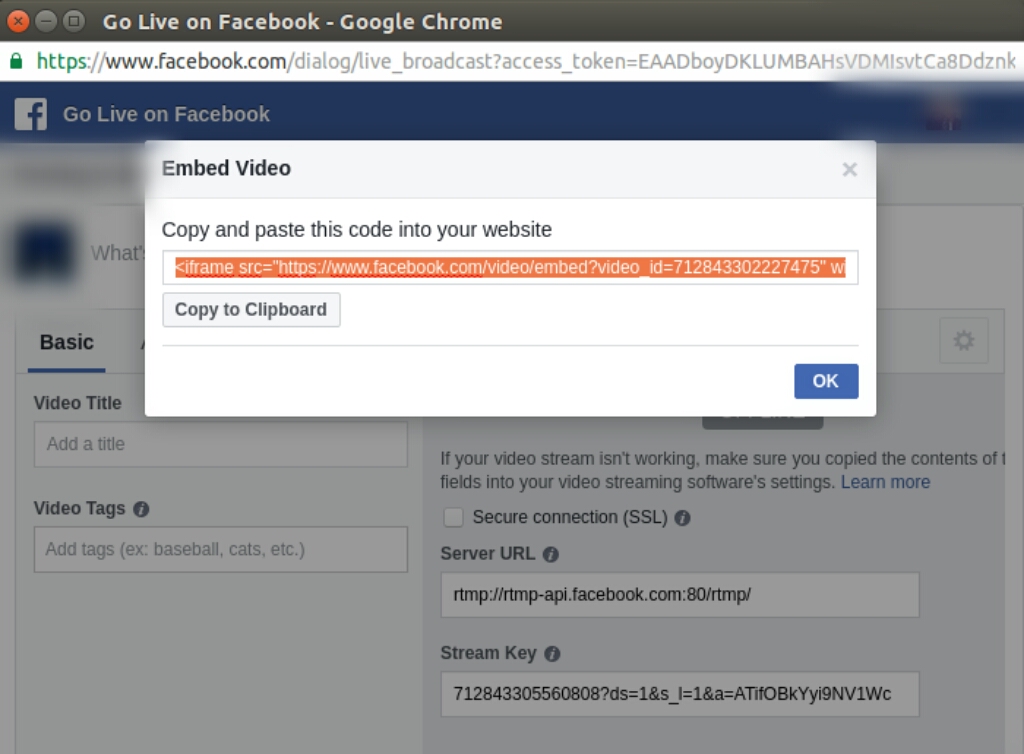 Go Live on Facebook - Google Chrome
https://www.facebook.com/dialog/live_broadcast?access_token=EAADboyDKLUMBAHsVDMIsvtCa8Ddznk
Go Live on Facebook
Embed Video
Copy and paste this code into your website
What's
<iframe src="https://www.facebook.com/video/embed?video_id=712843302227475" wi
Copy to Clipboard
Basic
OK
Video Title
Add a title
If your video stream isn't working, make sure you copied the contents of t
fields into your video streaming software's settings. Learn more
Video Tags
Secure connection (SSL)
Add tags (ex: baseball, cats, etc.)
Server URL
rtmp://rtmp-api.facebook.com:80/rtmp/
Stream Key
712843305560808?ds=1&s_l=1&a=ATifOBkYyi9NV1Wc